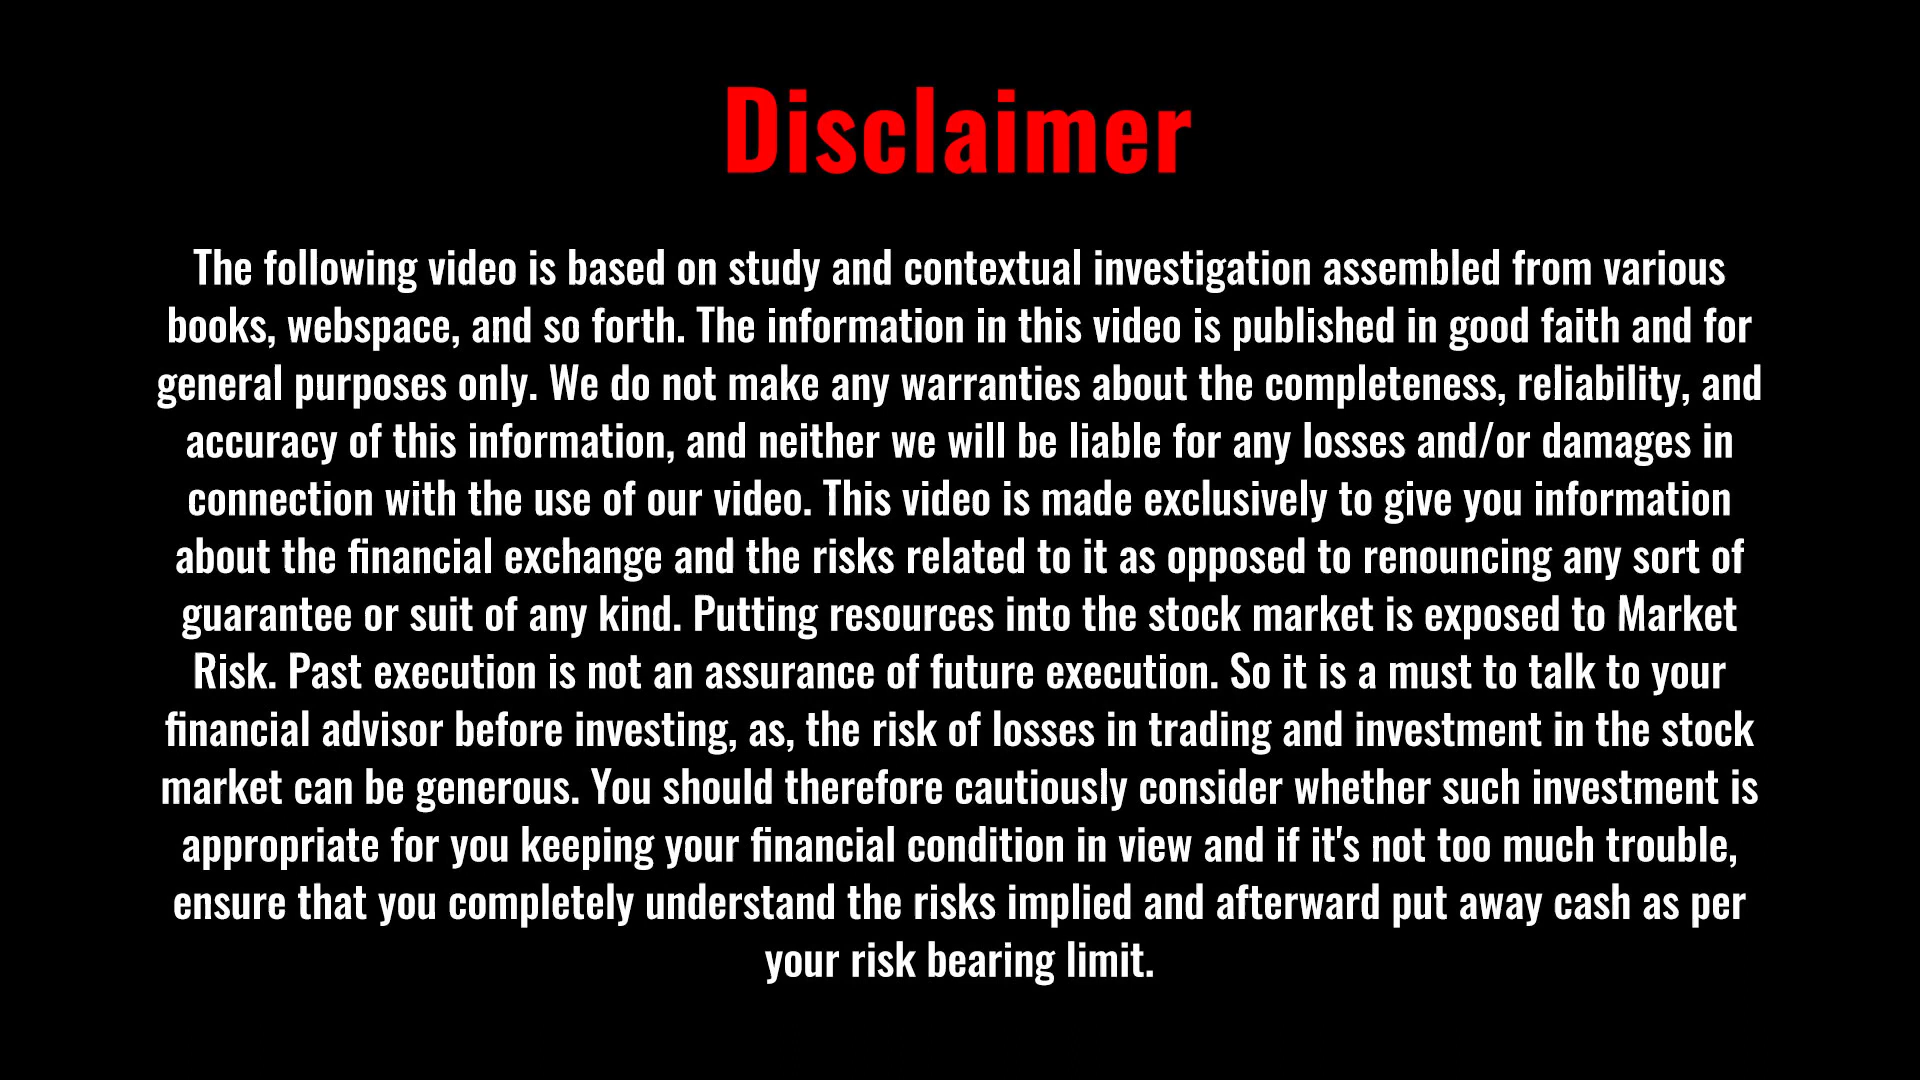 Disclaimer
The following video is based on study and contextual investigation assembled from various
books, webspace, and so forth. The information in this video is published in good faith and for
general purposes only. We do not make any warranties about the completeness, reliability, and
accuracy of this information, and neither we will be liable for any losses and/or damages in
connection with the use of our video. This video is made exclusively to give you information
about the financial exchange and the risks related to it as opposed to renouncing any sort of
guarantee or suit of any kind. Putting resources into the stock market is exposed to Market
Risk. Past execution is not an assurance of future execution. So it is a must to talk to your
financial advisor before investing, as, the risk of losses in trading and investment in the stock
market can be generous. You should therefore cautiously consider whether such investment is
appropriate for you keeping your financial condition in view and if it's not too much trouble,
ensure that you completely understand the risks implied and afterward put away cash as per
your risk bearing limit.